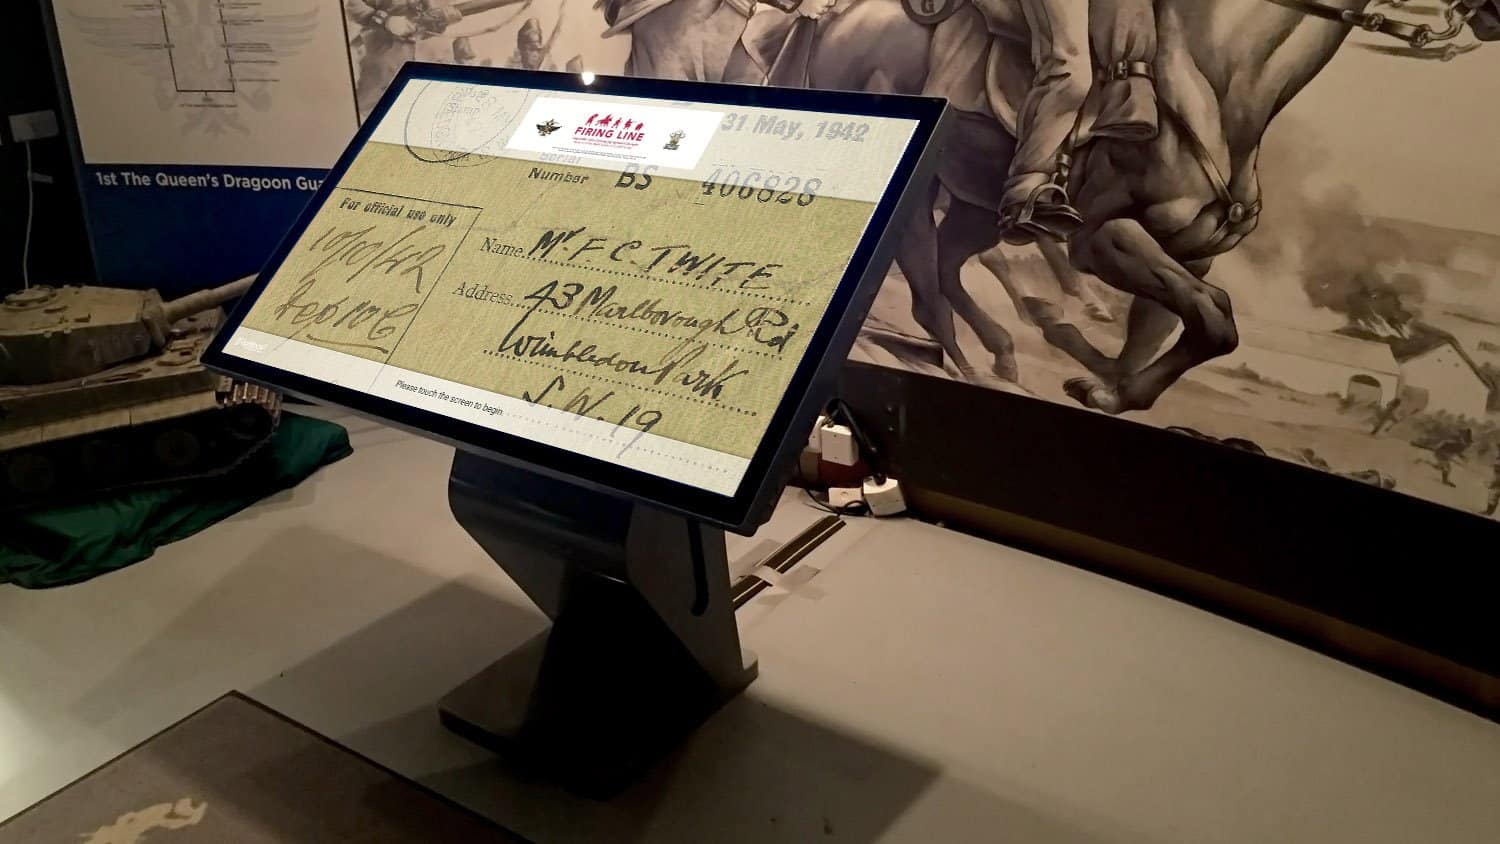 1st The Queen's Dragoon Gua
FIRING LINE
31 May, 1942
Serial
Number BS 406828
For official use only
10/10/42
Name Mr. F C. TWITE
Address 43 Marlborough Rd
Wimbledon Park
S.W. 19
Please touch the screen to begin